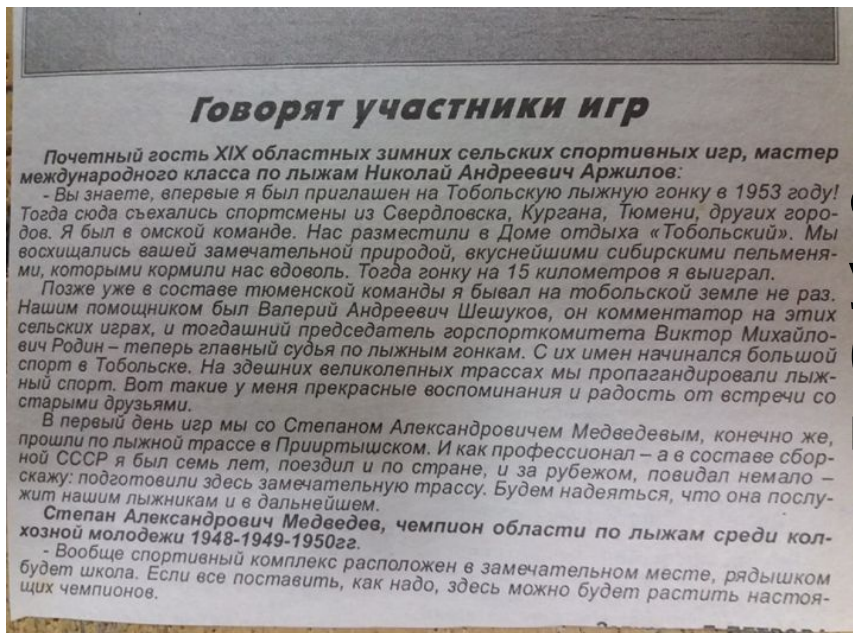 Говорят участники игр
Почетный гость XIX областных зимних сельских спортивных игр, мастер
международного класса по лыжам Николай Андреевич Аржилов:
- Вы знаете, впервые я был приглашен на Тобольскую лыжную гонку в 1953 году!
Тогда сюда съехались спортсмены из Свердловска, Кургана, Тюмени, других горо-
дов. Я был в омской команде. Нас разместили в Доме отдыха «Тобольский». Мы
восхищались вашей замечательной природой, вкуснейшими сибирскими пельменя-
ми, которыми кормили нас вдоволь. Тогда гонку на 15 километров я выиграл.
Позже уже в составе тюменской команды я бывал на тобольской земле не раз.
Нашим помощником был Валерий Андреевич Шешуков, он комментатор на этих
сельских играх, и тогдашний председатель горспорткомитета Виктор Михайло-
вич Родин – теперь главный судья по лыжным гонкам. С их имен начинался большой
спорт в Тобольске. На здешних великолепных трассах мы пропагандировали лыж-
ный спорт. Вот такие у меня прекрасные воспоминания и радость от встречи со
старыми друзьями.
В первый день игр мы со Степаном Александровичем Медведевым, конечно же,
прошли по лыжной трассе в Прииртышском. И как профессионал – а в составе сбор-
ной СССР я был семь лет, поездил и по стране, и за рубежом, повидал немало –
скажу: подготовили здесь замечательную трассу. Будем надеяться, что она послу-
жит нашим лыжникам и в дальнейшем.
Степан Александрович Медведев, чемпион области по лыжам среди кол-
хозной молодежи 1948-1949-1950гг.
- Вообще спортивный комплекс расположен в замечательном месте, рядышком
будет школа. Если все поставить, как надо, здесь можно будет растить настоя-
щих чемпионов.